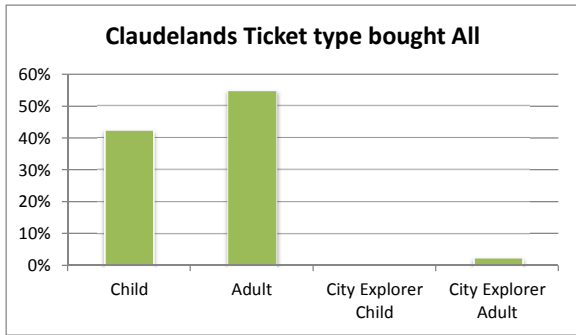 Claudelands Ticket type bought All
60%
50%
40%
30%
20%
10%
0%
Child
Adult
City Explorer
Child
City Explorer
Adult